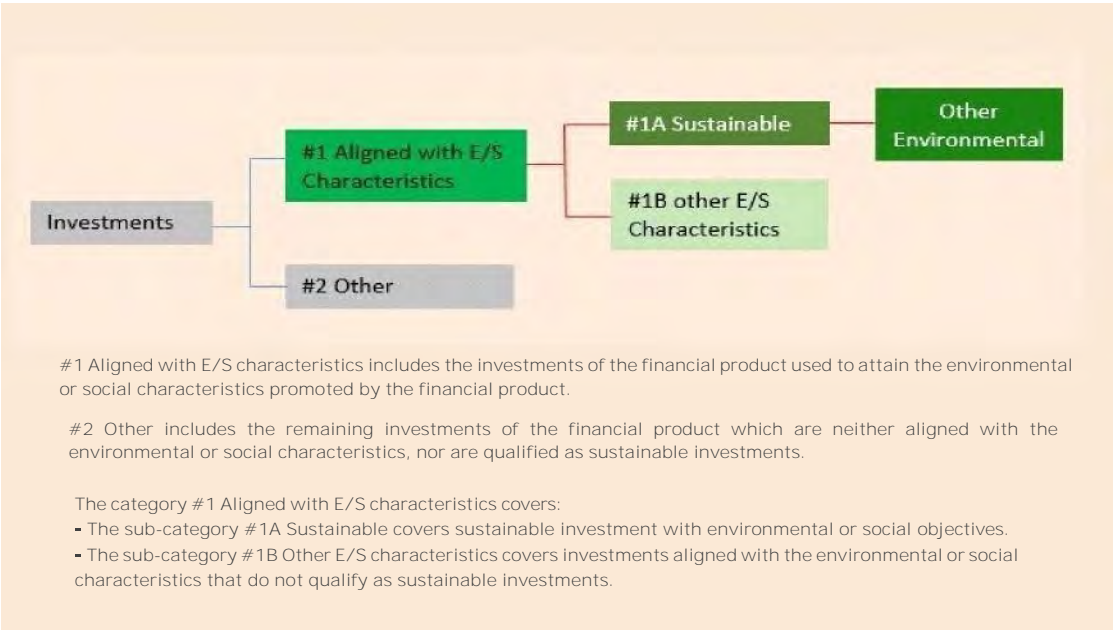 Other
Environmental
#1A Sustainable
#1 Aligned with E/S
Characteristics
#1B other E/S
Characteristics
Investments
#2 Other
#1 Aligned with E/S characteristics includes the investments of the financial product used to attain the environmental
or social characteristics promoted by the financial product.
#2 Other includes the remaining investments of the financial product which are neither aligned with the
environmental or social characteristics, nor are qualified as sustainable investments.
The category #1 Aligned with E/S characteristics covers:
- The sub-category #1A Sustainable covers sustainable investment with environmental or social objectives.
- The sub-category #1B Other E/S characteristics covers investments aligned with the environmental or social
characteristics that do not qualify as sustainable investments.